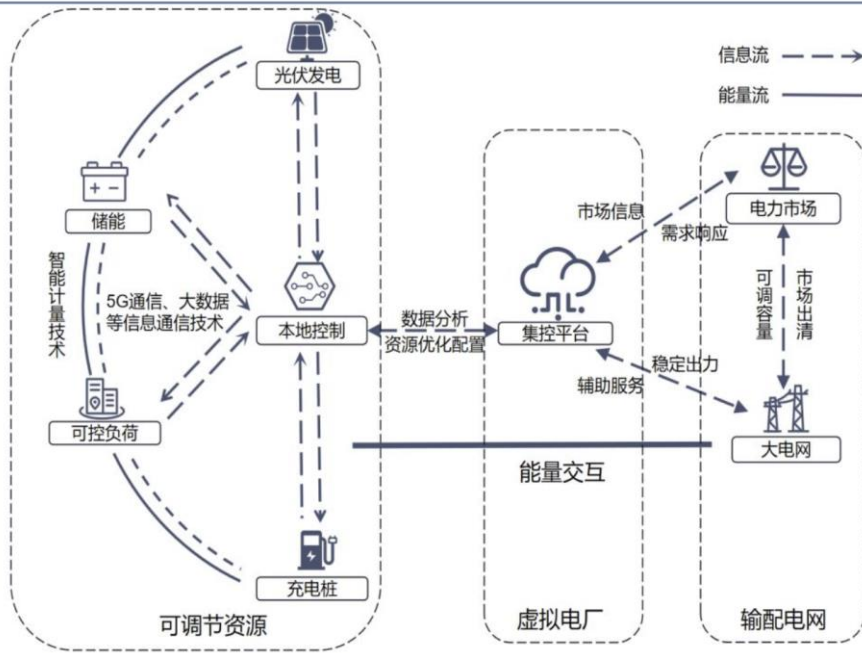 光伏发电
信息流
能量流
储能
智能计量技术
5G通信、大数据
等信息通信技术
本地控制
可控负荷
充电桩
可调节资源
数据分析
资源优化配置
集控平台
市场信息
需求响应
稳定出力
辅助服务
能量交互
虚拟电厂
电力市场
可调容量
市场出清
大电网
输配电网